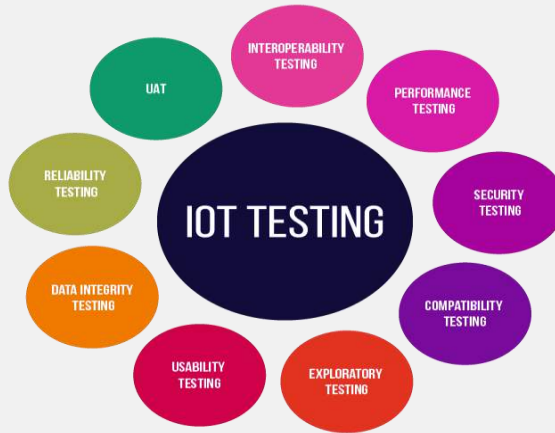 INTEROPERABILITY
TESTING
UAT
PERFORMANCE
TESTING
RELIABILITY
TESTING
IOT TESTING
SECURITY
TESTING
DATA INTEGRITY
TESTING
COMPATIBILITY
TESTING
USABILITY
TESTING
EXPLORATORY
TESTING